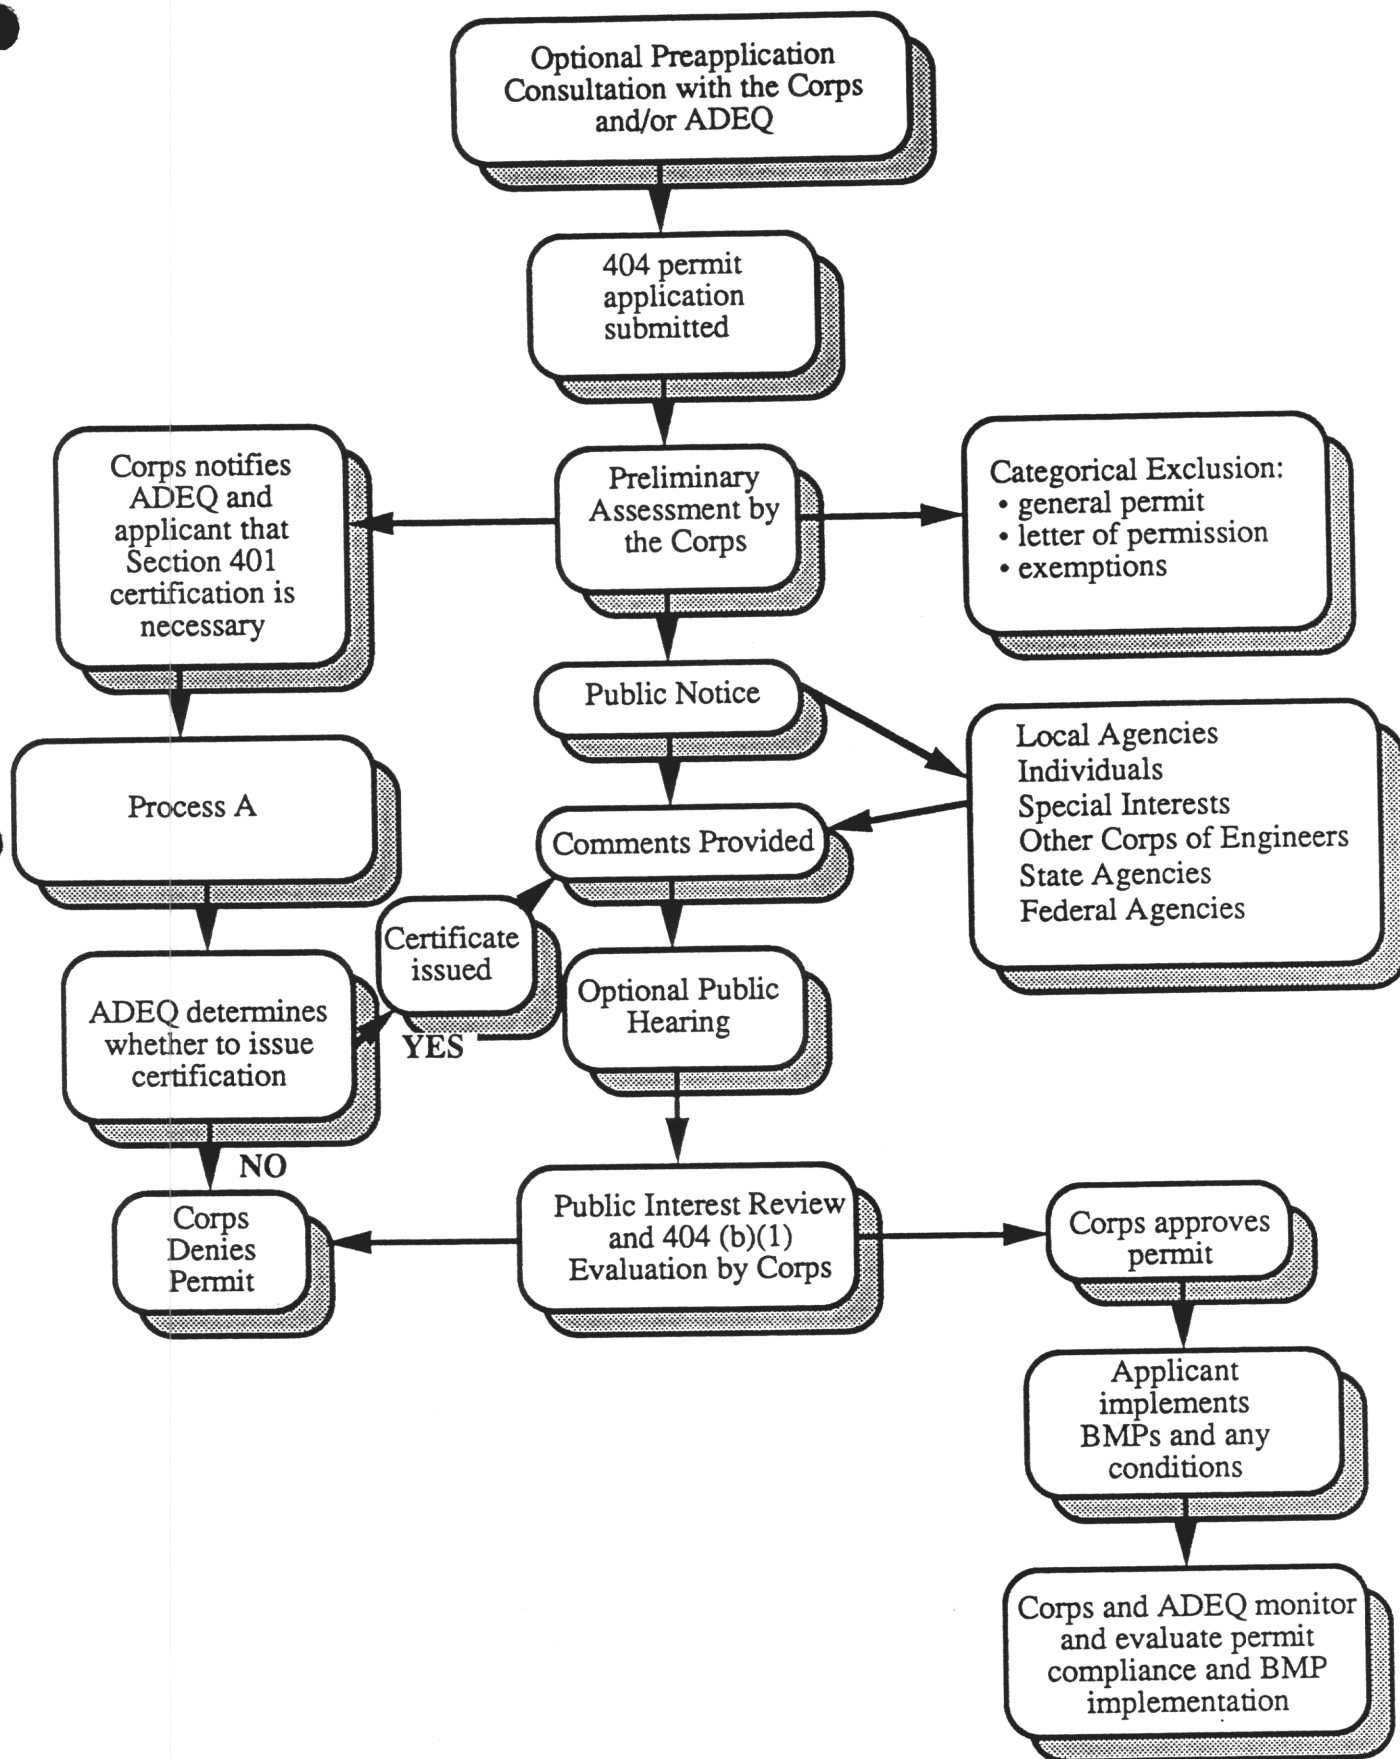 Optional Preapplication
Consultation with the Corps
and/or ADEQ
404 permit
application
submitted
Corps notifies
ADEQ and
applicant that
Section 401
certification is
necessary
Preliminary
Assessment by
the Corps
Categorical Exclusion:
• general permit
• letter of permission
• exemptions
Public Notice
Local Agencies
Individuals
Special Interests
Other Corps of Engineers
State Agencies
Federal Agencies
Process A
Comments Provided
Certificate
issued
YES
Optional Public
Hearing
ADEQ determines
whether to issue
certification
NO
Corps
Denies
Permit
Public Interest Review
and 404 (b)(1)
Evaluation by Corps
Corps approves
permit
Applicant
implements
BMPs and any
conditions
Corps and ADEQ monitor
and evaluate permit
compliance and BMP
implementation